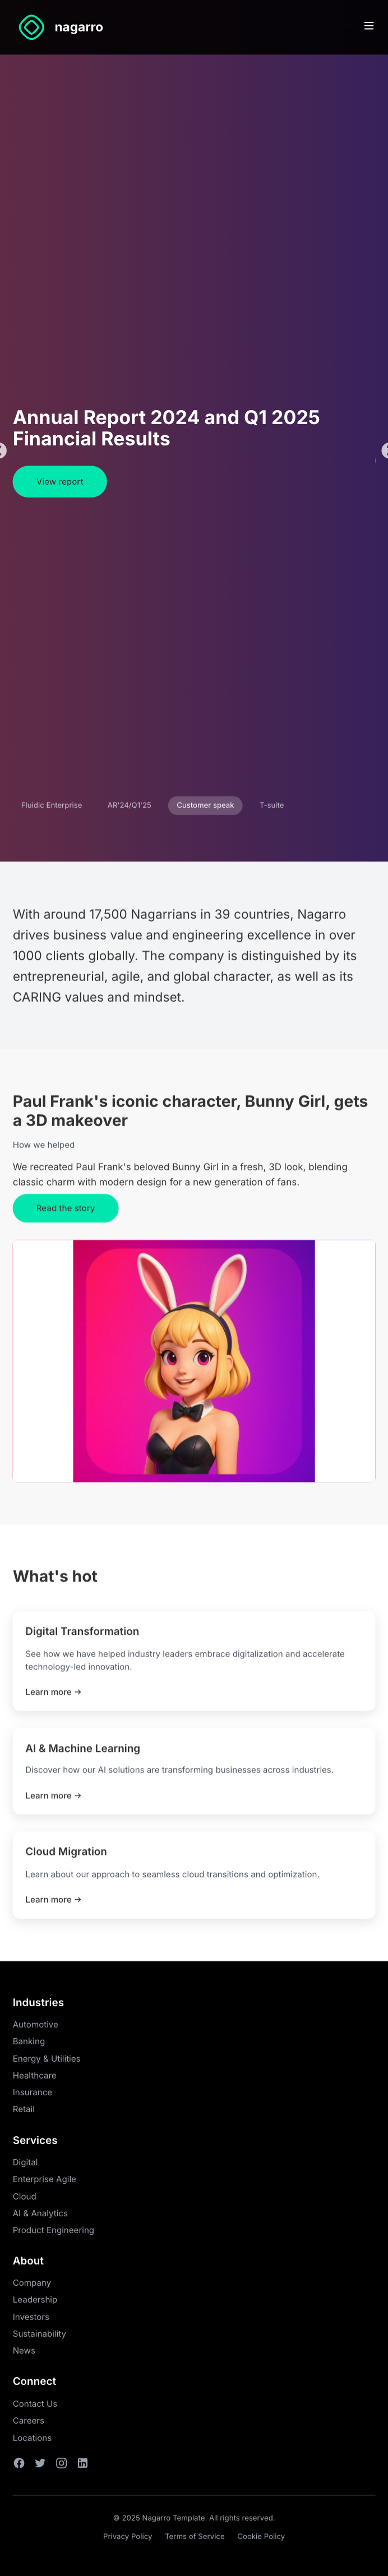 nagarro
Annual Report 2024 and Q1 2025
Financial Results
View report
Fluidic Enterprise
AR'24/Q1'25
Customer speak
T-suite
With around 17,500 Nagarrians in 39 countries, Nagarro
drives business value and engineering excellence in over
1000 clients globally. The company is distinguished by its
entrepreneurial, agile, and global character, as well as its
CARING values and mindset.
Paul Frank's iconic character, Bunny Girl, gets
a 3D makeover
How we helped
We recreated Paul Frank's beloved Bunny Girl in a fresh, 3D look, blending
classic charm with modern design for a new generation of fans.
Read the story
What's hot
Digital Transformation
See how we have helped industry leaders embrace digitalization and accelerate
technology-led innovation.
Learn more →
AI & Machine Learning
Discover how our AI solutions are transforming businesses across industries.
Learn more →
Cloud Migration
Learn about our approach to seamless cloud transitions and optimization.
Learn more →
Industries
Automotive
Banking
Energy & Utilities
Healthcare
Insurance
Retail
Services
Digital
Enterprise Agile
Cloud
AI & Analytics
Product Engineering
About
Company
Leadership
Investors
Sustainability
News
Connect
Contact Us
Careers
Locations
© 2025 Nagarro Template. All rights reserved.
Privacy Policy
Terms of Service
Cookie Policy